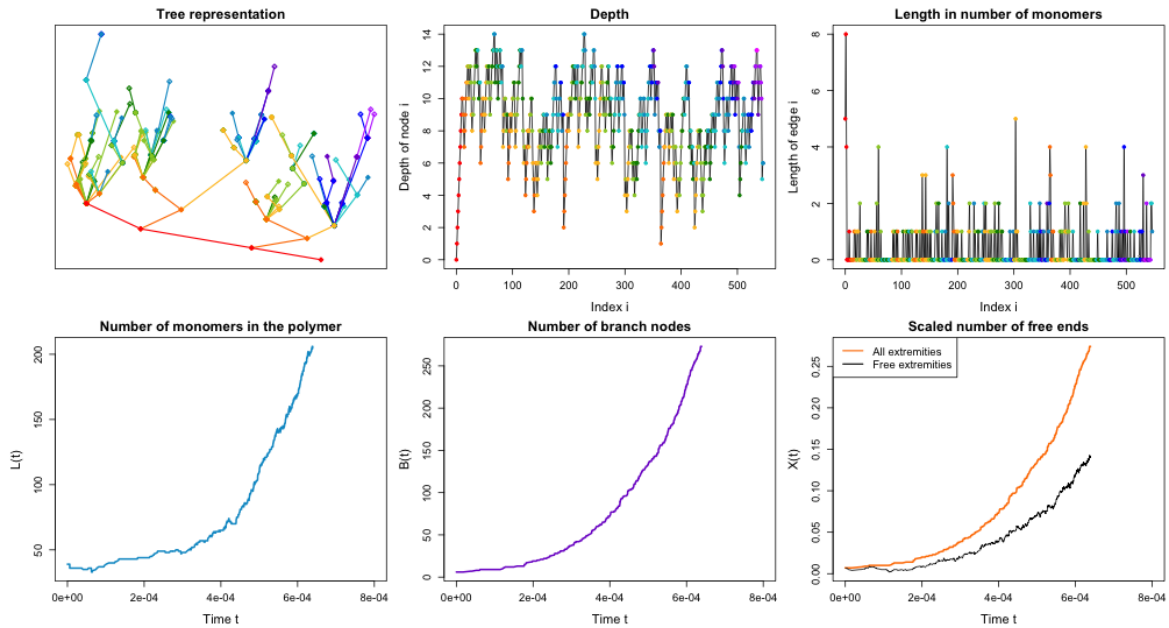 Tree representation
Depth
Depth of node i
14
12
10
8
6
4
2
0
0 100 200 300 400 500
Index i
Length in number of monomers
Length of edge i
8
6
4
2
0
0 100 200 300 400 500
Index i
Number of monomers in the polymer
L(t)
200
150
100
50
0e+00 2e-04 4e-04 6e-04 8e-04
Time t
Number of branch nodes
B(t)
250
200
150
100
50
0
0e+00 2e-04 4e-04 6e-04 8e-04
Time t
Scaled number of free ends
All extremities
Free extremities
X(t)
0.25
0.20
0.15
0.10
0.05
0.00
0e+00 2e-04 4e-04 6e-04 8e-04
Time t